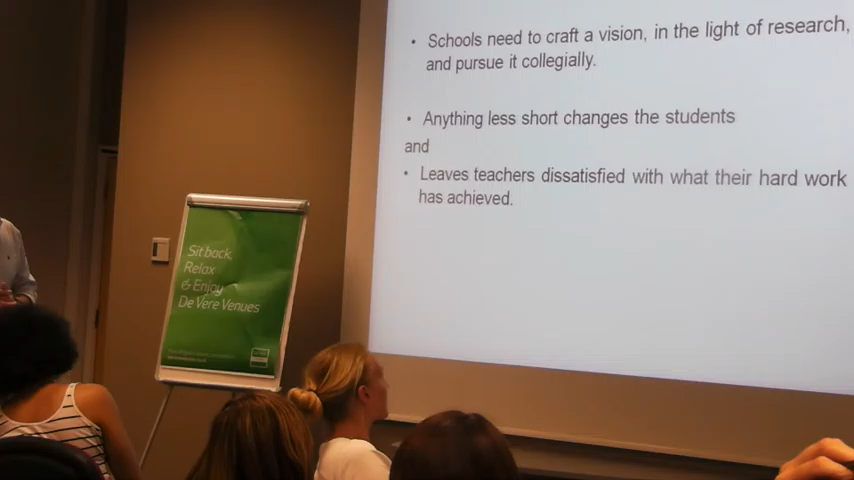 • Schools need to craft a vision, in the light of research,
and pursue it collegially.
• Anything less short changes the students
and
• Leaves teachers dissatisfied with what their hard work
has achieved.
Sit back,
Relax
& Enjoy
De Vere Venues